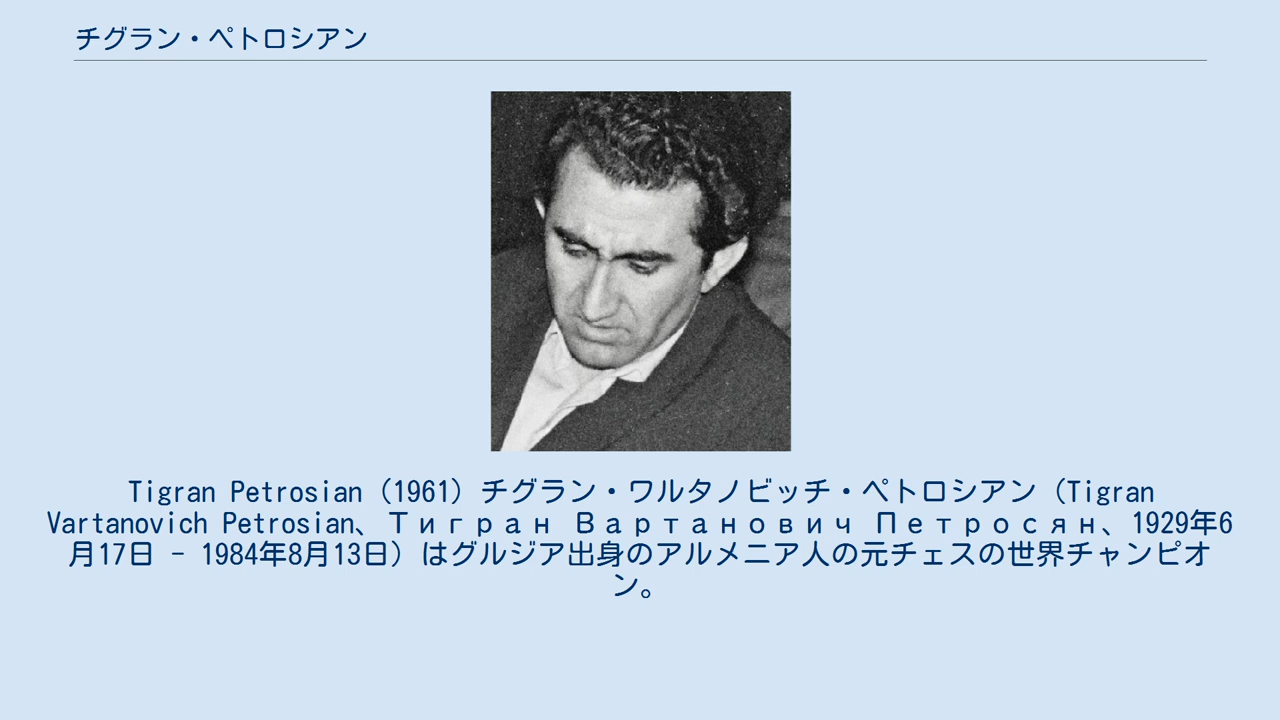 チグラン・ペトロシアン
Tigran Petrosian (1961) チグラン・ワルタノビッチ・ペトロシアン (Tigran
Vartanovich Petrosian、Тигран Вартанович Петросян、1929年6
月17日 - 1984年8月13日) はグルジア出身のアルメニア人の元チェスの世界チャンピオ
ン。